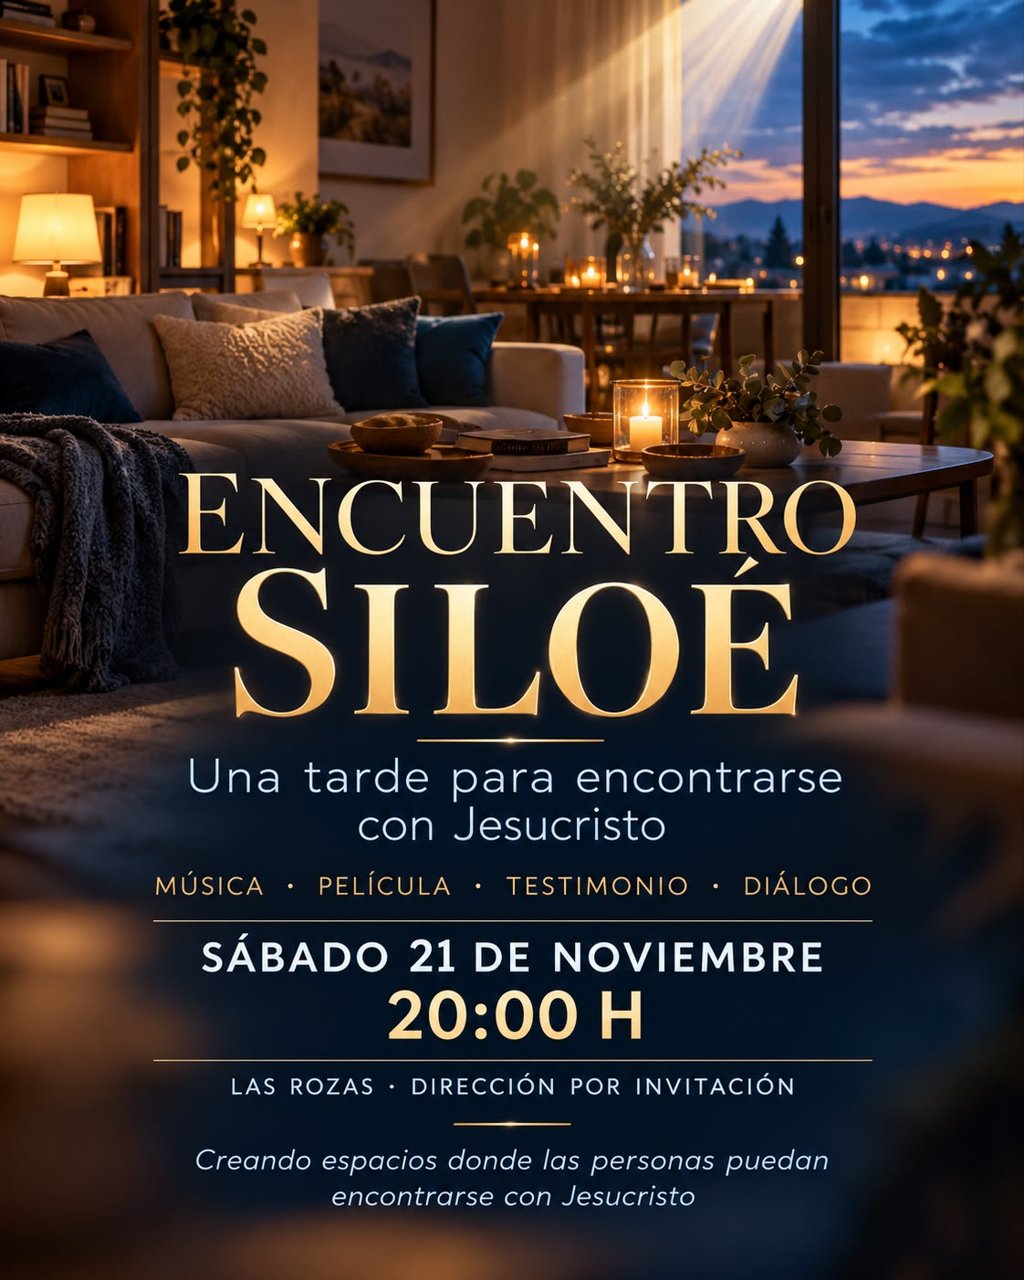 ENCUENTRO
SILOÉ
Una tarde para encontrarse
con Jesucristo
MÚSICA · PELÍCULA · TESTIMONIO · DIÁLOGO
SÁBADO 21 DE NOVIEMBRE
20:00 H
LAS ROZAS · DIRECCIÓN POR INVITACIÓN
Creando espacios donde las personas puedan
encontrarse con Jesucristo